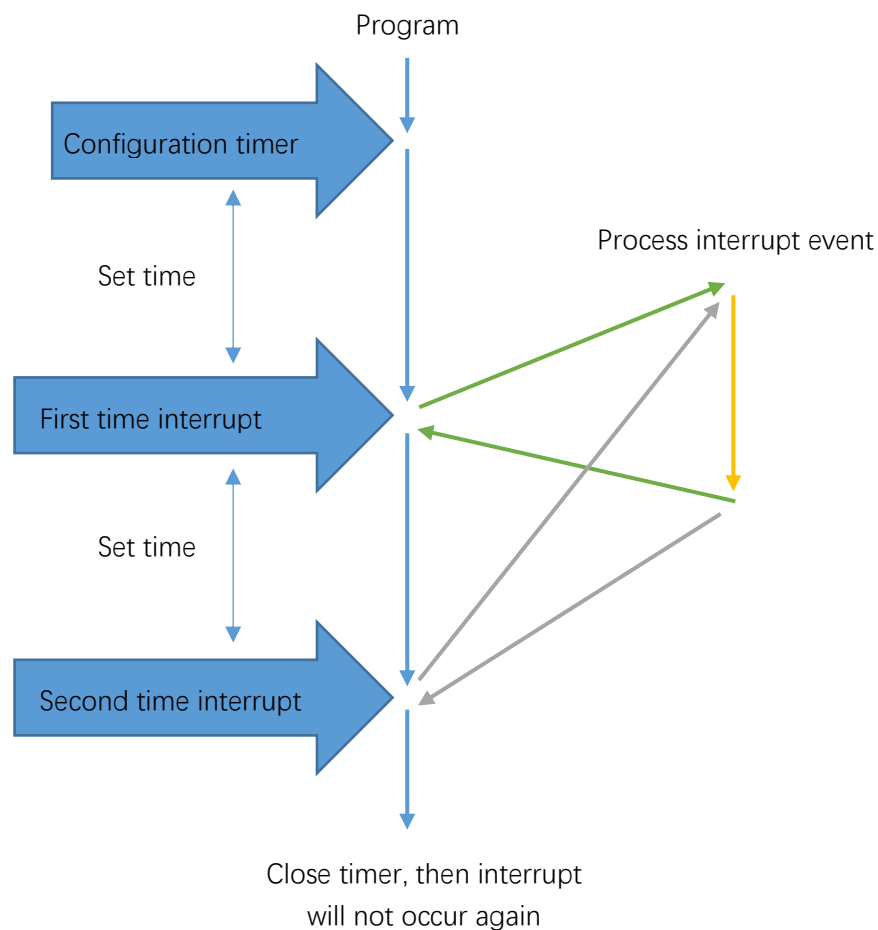 Program
Configuration timer
Process interrupt event
Set time
First time interrupt
Set time
Second time interrupt
Close timer, then interrupt
will not occur again